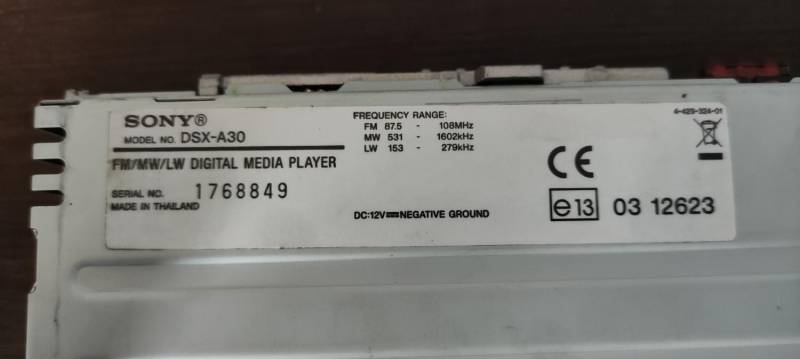 SONY®
MODEL NO. DSX-A30
FM/MW/LW DIGITAL MEDIA PLAYER
SERIAL NO. 1768849
MADE IN THAILAND
FREQUENCY RANGE:
FM 87.5 - 108MHz
MW 531 - 1602kHz
LW 153 - 279kHz
DC:12V⎓NEGATIVE GROUND
4-429-324-01
CE
e13 03 12623